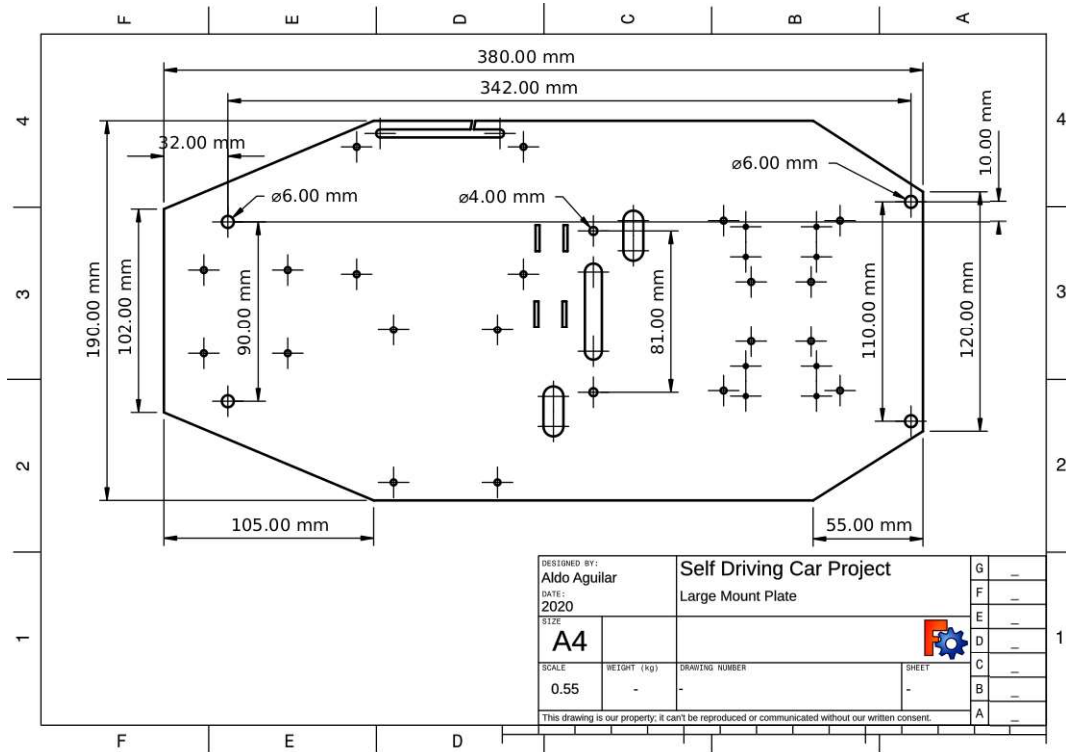 F E D C B A
380.00 mm
342.00 mm
10.00 mm
4 4
32.00 mm
ø6.00 mm
ø6.00 mm ø4.00 mm
3 3
190.00 mm
102.00 mm
90.00 mm
81.00 mm
110.00 mm
120.00 mm
2 2
105.00 mm 55.00 mm
DESIGNED BY:
Aldo Aguilar
DATE:
2020
Self Driving Car Project
Large Mount Plate
SIZE
A4
SCALE
0.55
WEIGHT (kg)
-
DRAWING NUMBER
-
SHEET
-
G _
F _
E _
D _
C _
B _
A _
This drawing is our property; it can't be reproduced or communicated without our written consent.
1 1
F E D